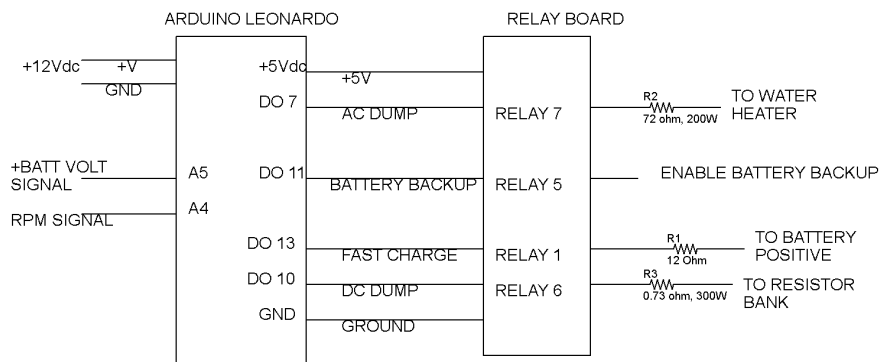 ARDUINO LEONARDO
RELAY BOARD
+12Vdc
+V
GND
+5Vdc
+5V
DO 7
AC DUMP
RELAY 7
R2
72 ohm, 200W
TO WATER
HEATER
+BATT VOLT
SIGNAL
A5
DO 11
BATTERY BACKUP
RELAY 5
ENABLE BATTERY BACKUP
RPM SIGNAL
A4
DO 13
FAST CHARGE
RELAY 1
R1
12 Ohm
TO BATTERY
POSITIVE
DO 10
DC DUMP
RELAY 6
R3
0.73 ohm, 300W
TO RESISTOR
BANK
GND
GROUND